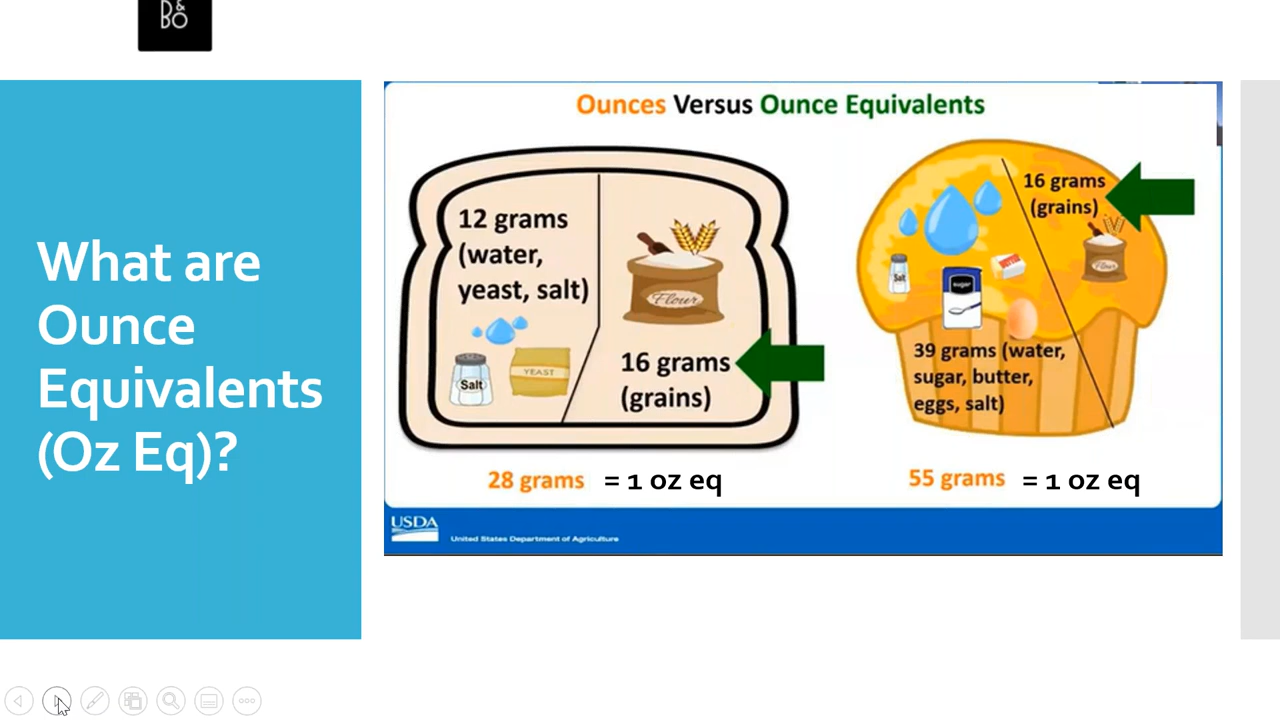 B&
BO
What are
Ounce
Equivalents
(Oz Eq)?
Ounces Versus Ounce Equivalents
12 grams
(water,
yeast, salt)
Salt
YEAST
Flour
16 grams
(grains)
28 grams = 1 oz eq
16 grams
(grains)
Salt
sugar
Flour
39 grams (water,
sugar, butter,
eggs, salt)
55 grams = 1 oz eq
USDA
United States Department of Agriculture